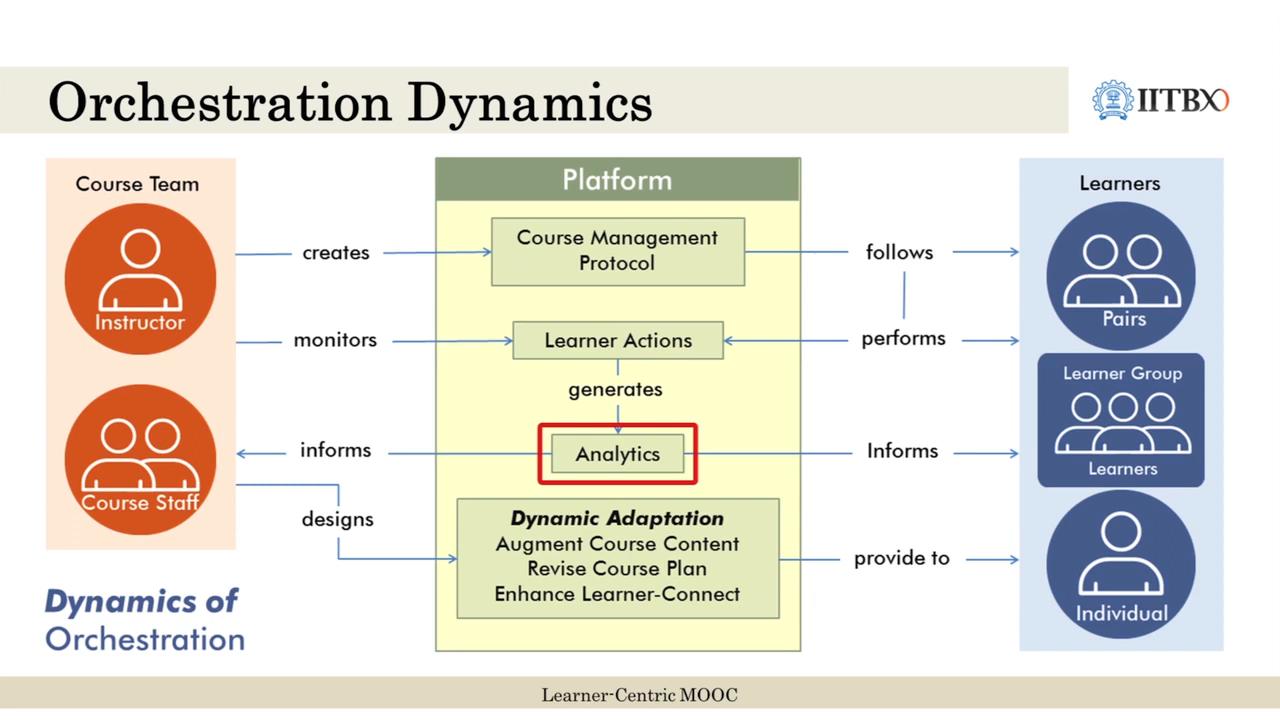 Orchestration Dynamics
IITBX
Course Team
Instructor
Course Staff
Dynamics of
Orchestration
creates
monitors
informs
designs
Platform
Course Management
Protocol
Learner Actions
generates
Analytics
Dynamic Adaptation
Augment Course Content
Revise Course Plan
Enhance Learner-Connect
follows
performs
Informs
provide to
Learners
Pairs
Learner Group
Learners
Individual
Learner-Centric MOOC